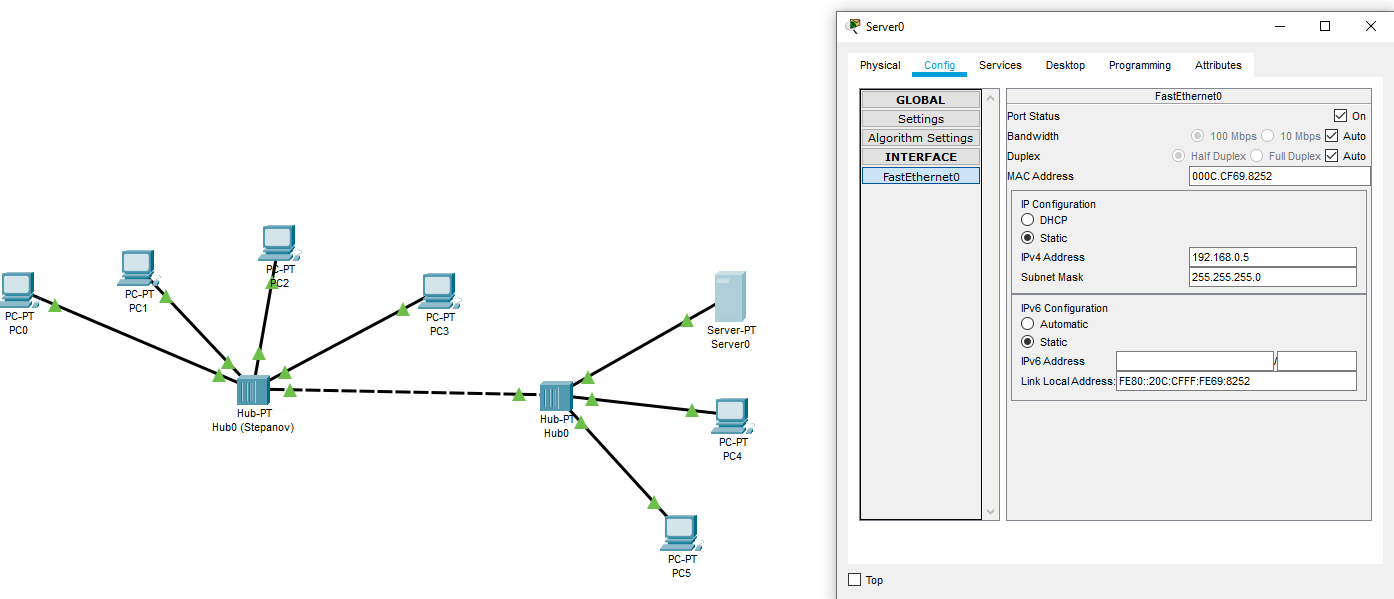 PC-PT
PC0
PC-PT
PC1
PC-PT
PC2
PC-PT
PC3
Hub-PT
Hub0 (Stepanov)
Hub-PT
Hub0
Server-PT
Server0
PC-PT
PC4
PC-PT
PC5
Server0
Physical Config Services Desktop Programming Attributes
GLOBAL
Settings
Algorithm Settings
INTERFACE
FastEthernet0
FastEthernet0
Port Status On
Bandwidth 100 Mbps 10 Mbps Auto
Duplex Half Duplex Full Duplex Auto
MAC Address 000C.CF69.8252
IP Configuration
DHCP
Static
IPv4 Address 192.168.0.5
Subnet Mask 255.255.255.0
IPv6 Configuration
Automatic
Static
IPv6 Address /
Link Local Address: FE80::20C:CFFF:FE69:8252
Top